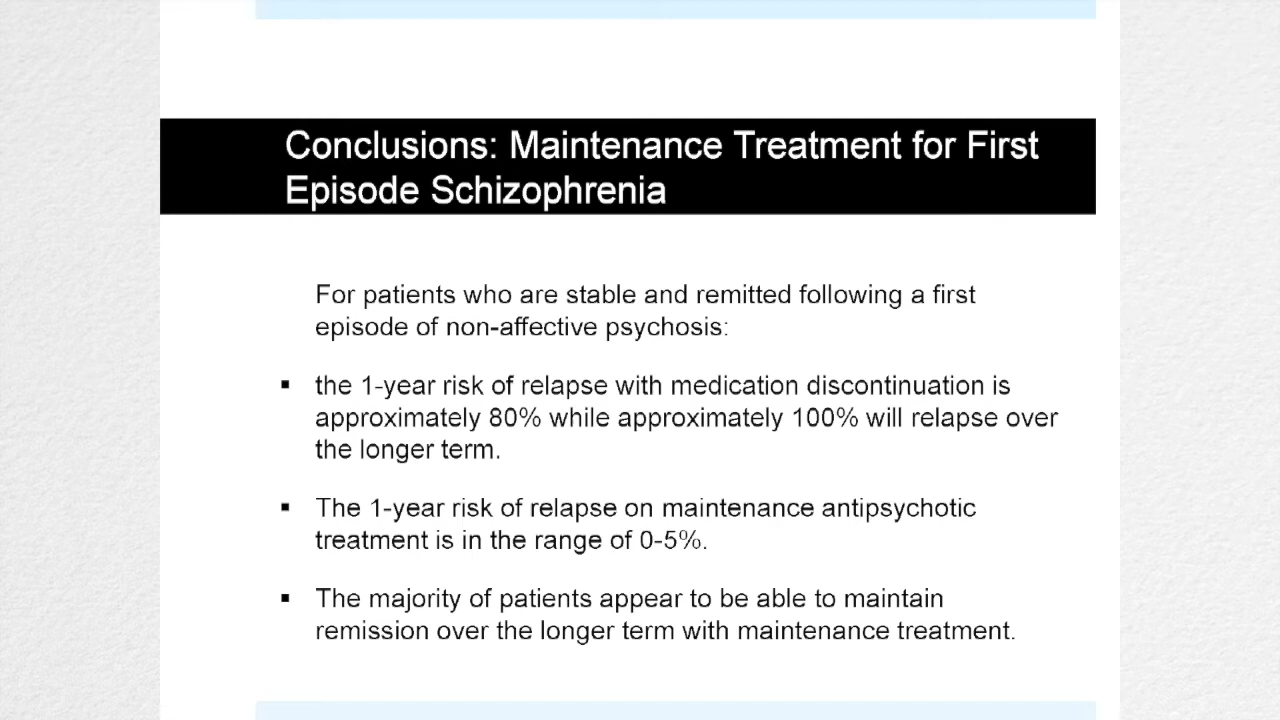 Conclusions: Maintenance Treatment for First
Episode Schizophrenia
For patients who are stable and remitted following a first
episode of non-affective psychosis:
▪ the 1-year risk of relapse with medication discontinuation is
approximately 80% while approximately 100% will relapse over
the longer term.
▪ The 1-year risk of relapse on maintenance antipsychotic
treatment is in the range of 0-5%.
▪ The majority of patients appear to be able to maintain
remission over the longer term with maintenance treatment.